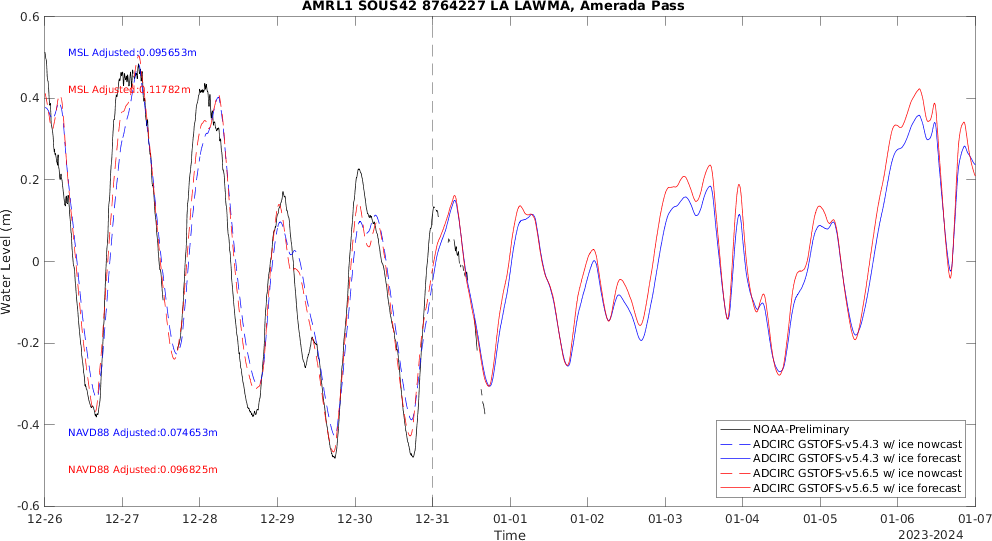 AMRL1 SOUS42 8764227 LA LAWMA, Amerada Pass
0.6
0.4
0.2
0
-0.2
-0.4
-0.6
Water Level (m)
MSL Adjusted:0.095653m
MSL Adjusted:0.11782m
NAVD88 Adjusted:0.074653m
NAVD88 Adjusted:0.096825m
NOAA-Preliminary
ADCIRC GSTOFS-v5.4.3 w/ ice nowcast
ADCIRC GSTOFS-v5.4.3 w/ ice forecast
ADCIRC GSTOFS-v5.6.5 w/ ice nowcast
ADCIRC GSTOFS-v5.6.5 w/ ice forecast
12-26 12-27 12-28 12-29 12-30 12-31 01-01 01-02 01-03 01-04 01-05 01-06 01-07
Time
2023-2024